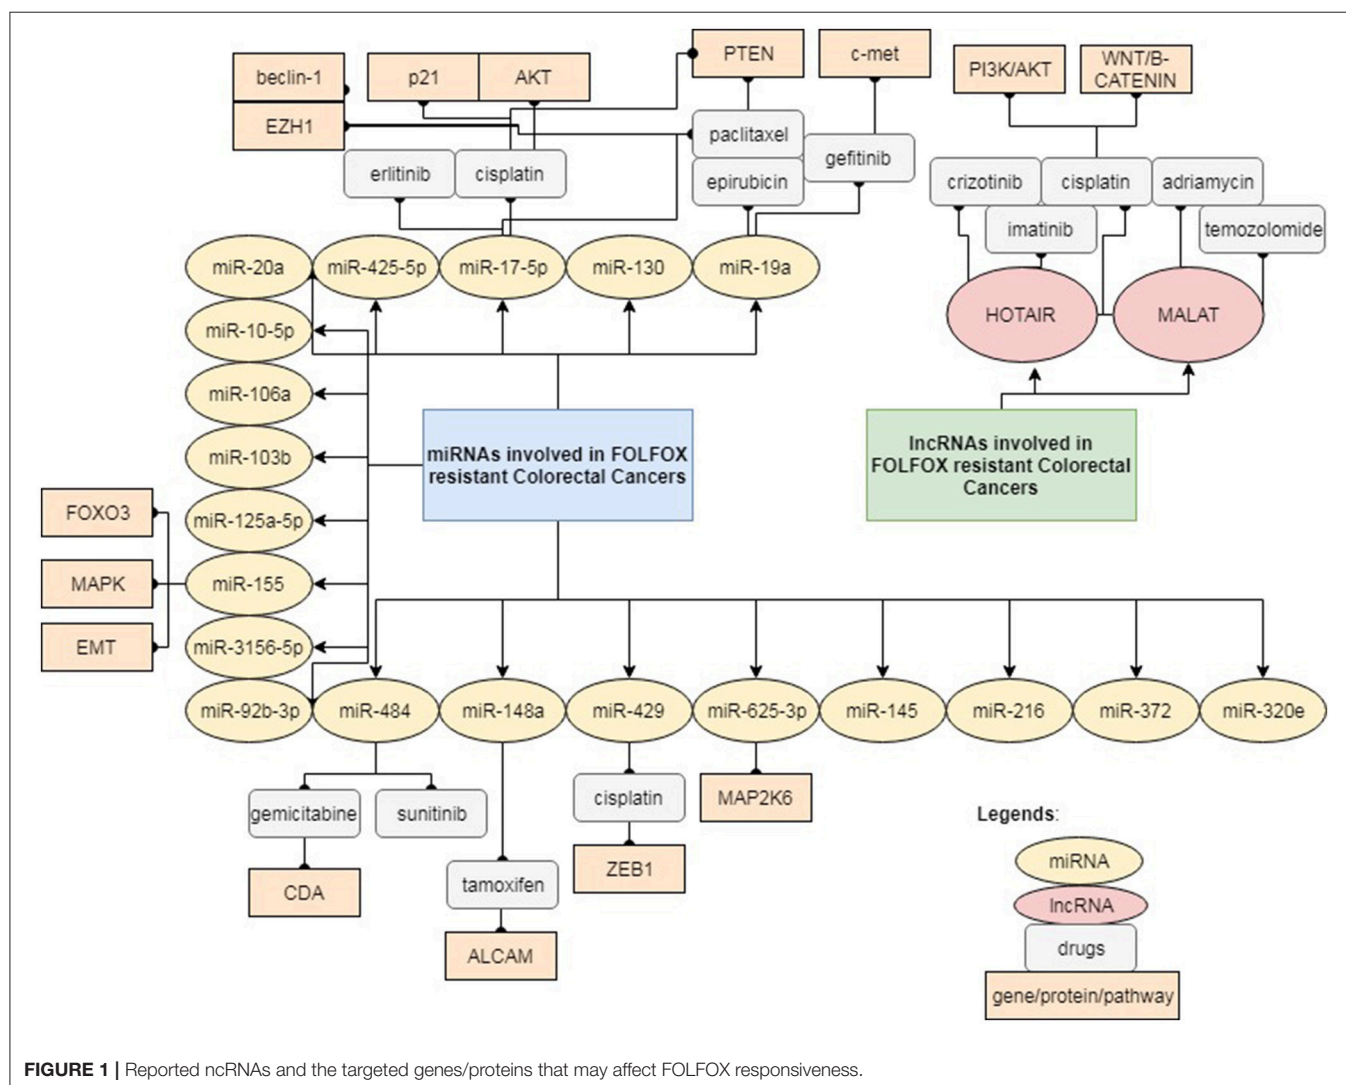 beclin-1
EZH1
p21
AKT
PTEN
c-met
PI3K/AKT
WNT/B-
CATENIN
erlitinib
cisplatin
paclitaxel
epirubicin
gefitinib
crizotinib
cisplatin
adriamycin
imatinib
temozolomide
miR-20a
miR-425-5p
miR-17-5p
miR-130
miR-19a
HOTAIR
MALAT
miR-10-5p
miR-106a
miR-103b
miR-125a-5p
miR-155
miR-3156-5p
miR-92b-3p
miRNAs involved in FOLFOX
resistant Colorectal Cancers
lncRNAs involved in
FOLFOX resistant Colorectal
Cancers
FOXO3
MAPK
EMT
miR-484
miR-148a
miR-429
miR-625-3p
miR-145
miR-216
miR-372
miR-320e
gemicitabine
sunitinib
cisplatin
MAP2K6
CDA
tamoxifen
ZEB1
ALCAM
Legends:
miRNA
lncRNA
drugs
gene/protein/pathway
FIGURE 1 | Reported ncRNAs and the targeted genes/proteins that may affect FOLFOX responsiveness.